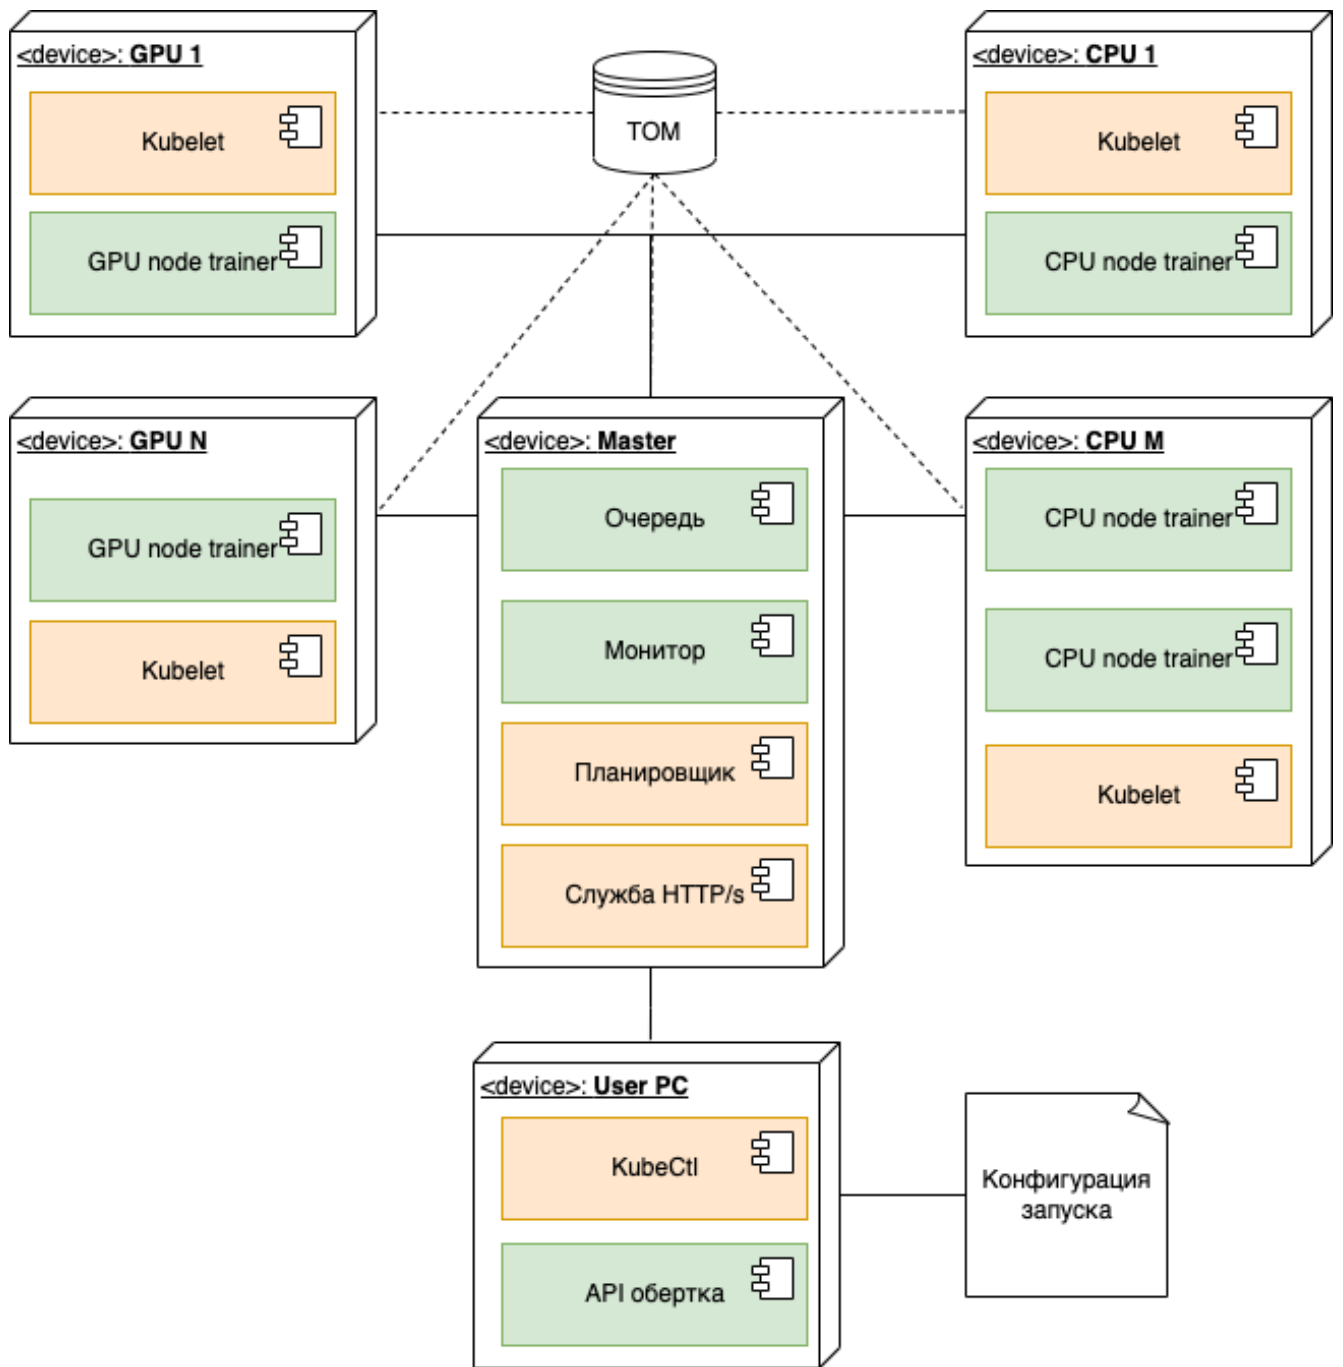 <device>: GPU 1
Kubelet
GPU node trainer
ТОМ
<device>: CPU 1
Kubelet
CPU node trainer
<device>: GPU N
GPU node trainer
Kubelet
<device>: Master
Очередь
Монитор
Планировщик
Служба HTTP/s
<device>: CPU M
CPU node trainer
CPU node trainer
Kubelet
<device>: User PC
KubeCtl
API обертка
Конфигурация
запуска